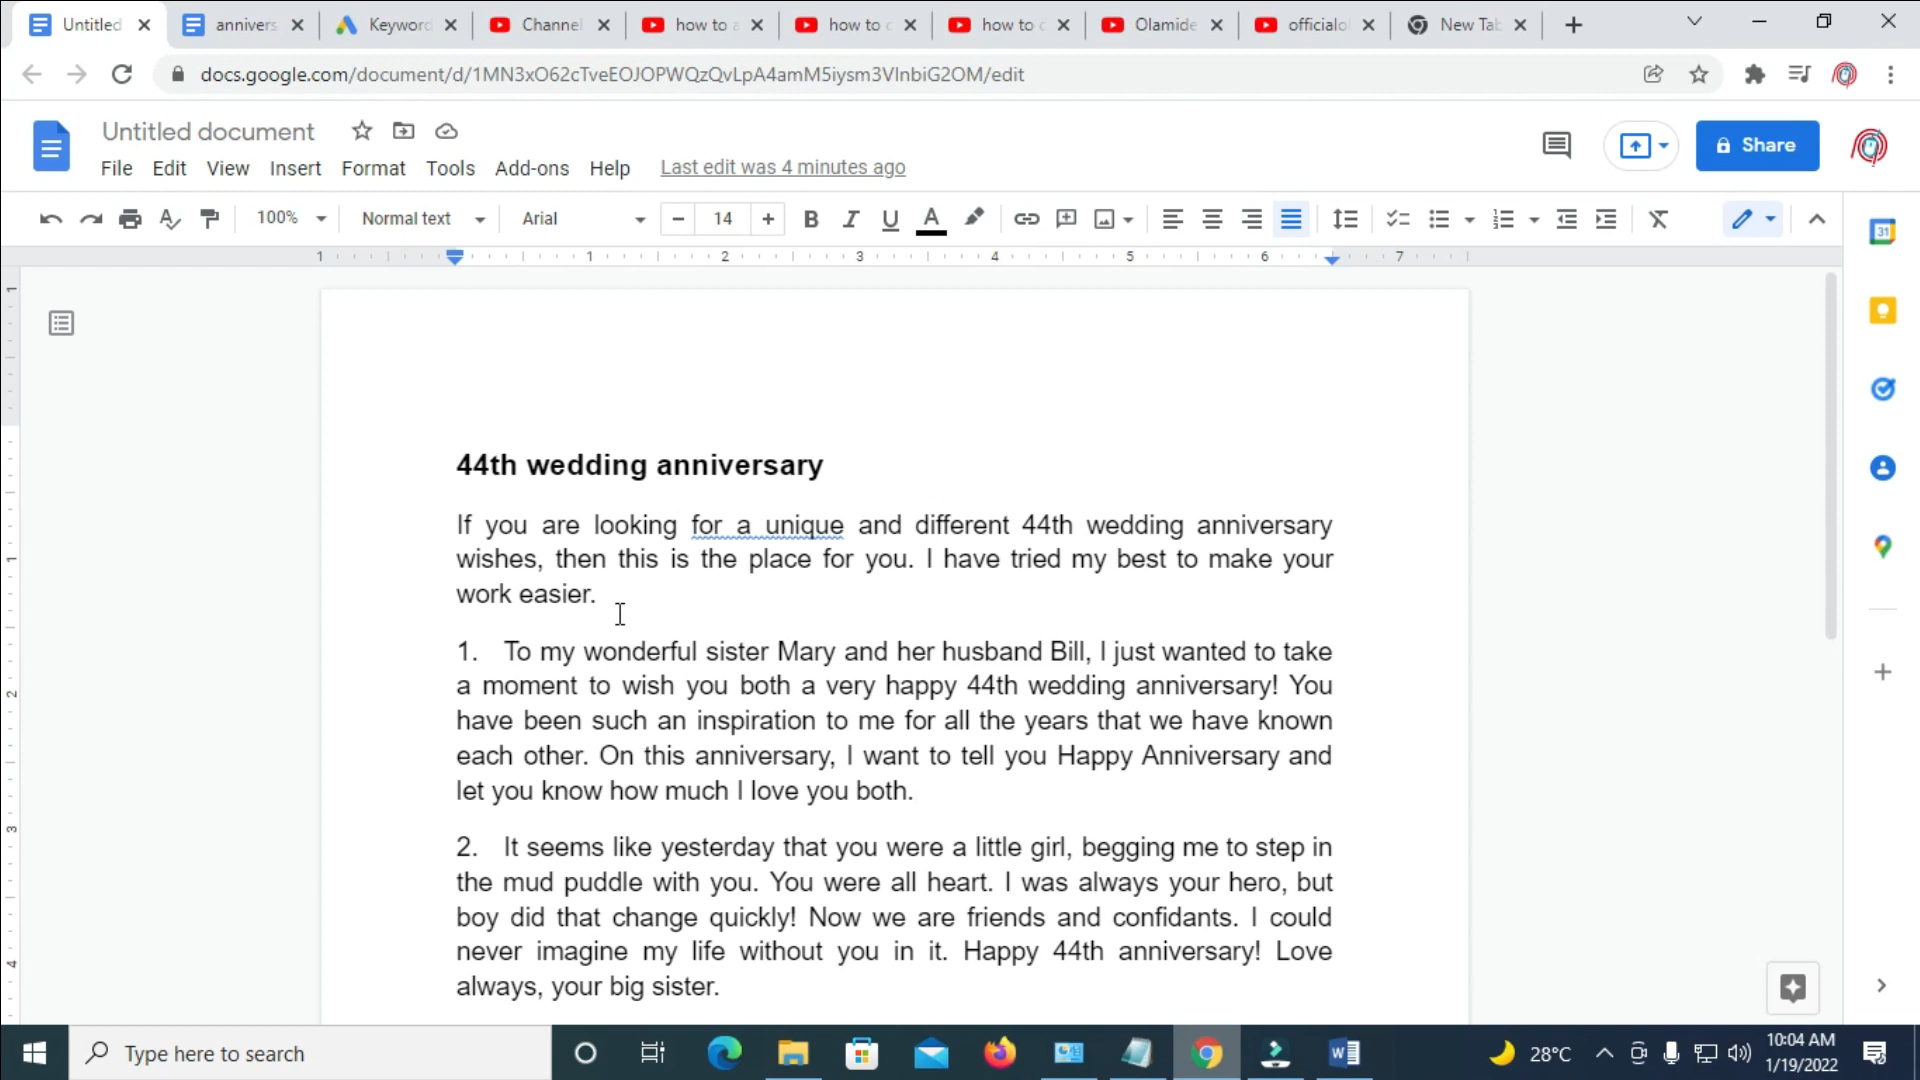 Untitled
annivers
Keyword
Channel
how to
how to
how to
Olamide
officialol
New Tab
docs.google.com/document/d/1MN3xO62cTveEOJOPWQzQvLpA4amM5iysm3VlnbiG2OM/edit
Untitled document
File Edit View Insert Format Tools Add-ons Help Last edit was 4 minutes ago
Share
100% Normal text Arial 14
1 1 2 3 4 5 6 7
44th wedding anniversary
If you are looking for a unique and different 44th wedding anniversary
wishes, then this is the place for you. I have tried my best to make your
work easier.
1. To my wonderful sister Mary and her husband Bill, I just wanted to take
a moment to wish you both a very happy 44th wedding anniversary! You
have been such an inspiration to me for all the years that we have known
each other. On this anniversary, I want to tell you Happy Anniversary and
let you know how much I love you both.
2. It seems like yesterday that you were a little girl, begging me to step in
the mud puddle with you. You were all heart. I was always your hero, but
boy did that change quickly! Now we are friends and confidants. I could
never imagine my life without you in it. Happy 44th anniversary! Love
always, your big sister.
Type here to search
28°C
10:04 AM
1/19/2022